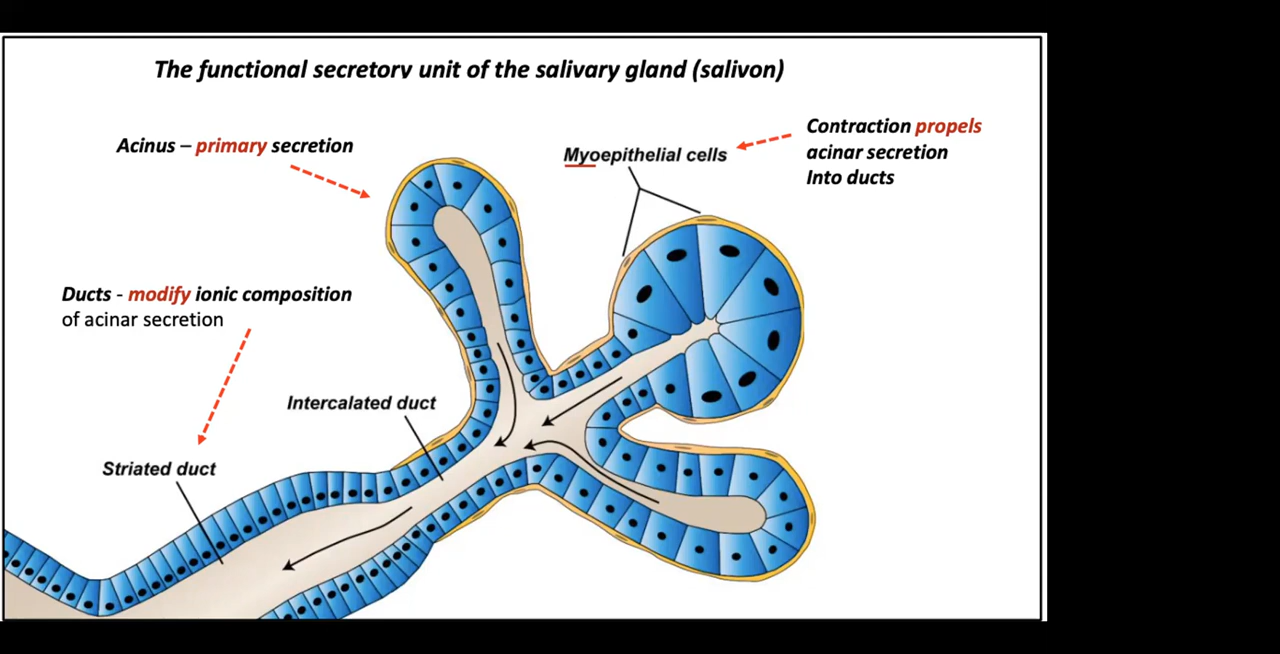 The functional secretory unit of the salivary gland (salivon)
Acinus – primary secretion
Contraction propels
acinar secretion
Into ducts
Myoepithelial cells
Ducts - modify ionic composition
of acinar secretion
Intercalated duct
Striated duct